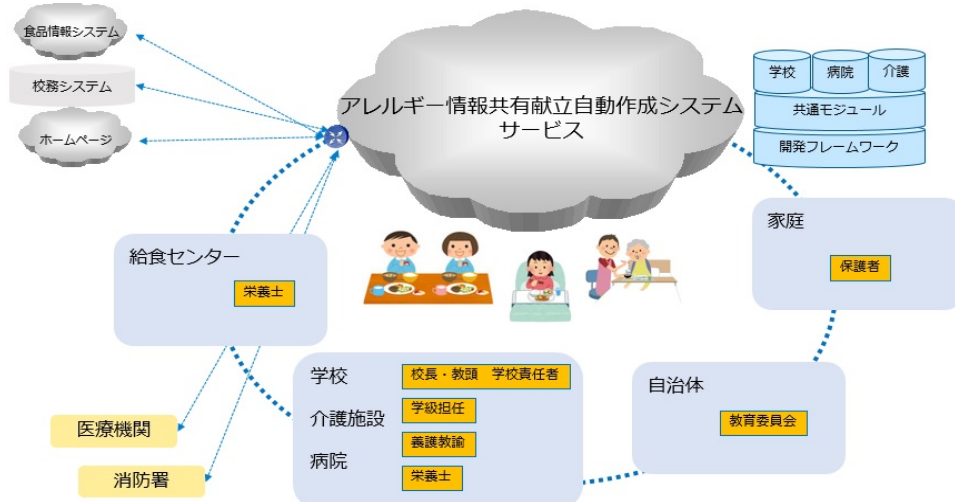 食品情報システム
校務システム
ホームページ
アレルギー情報共有献立自動作成システム
サービス
学校
病院
介護
共通モジュール
開発フレームワーク
給食センター
栄養士
家庭
保護者
学校
校長・教頭 学校責任者
介護施設
学級担任
養護教諭
病院
栄養士
自治体
教育委員会
医療機関
消防署